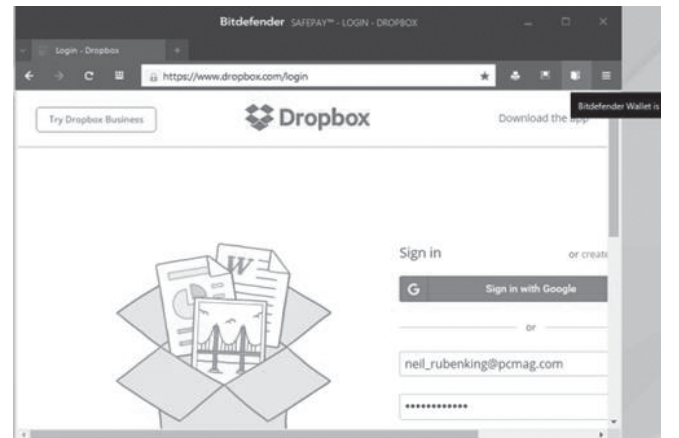 Bitdefender SAFEPAY™ - LOGIN - DROPBOX
Login - Dropbox
https://www.dropbox.com/login
Bitdefender Wallet is
Try Dropbox Business
Dropbox
Download the app
W
Sign in
or create
G Sign in with Google
or
neil_rubenking@pcmag.com
••••••••••••